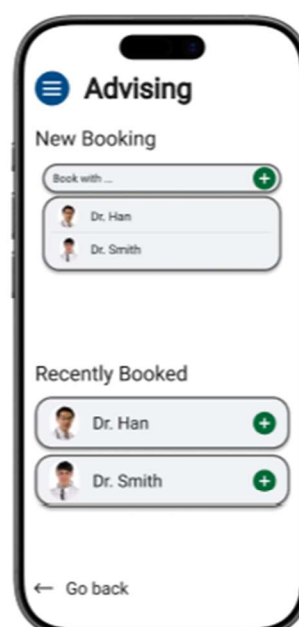 Advising
New Booking
Book with ...
Dr. Han
Dr. Smith
Recently Booked
Dr. Han
Dr. Smith
← Go back